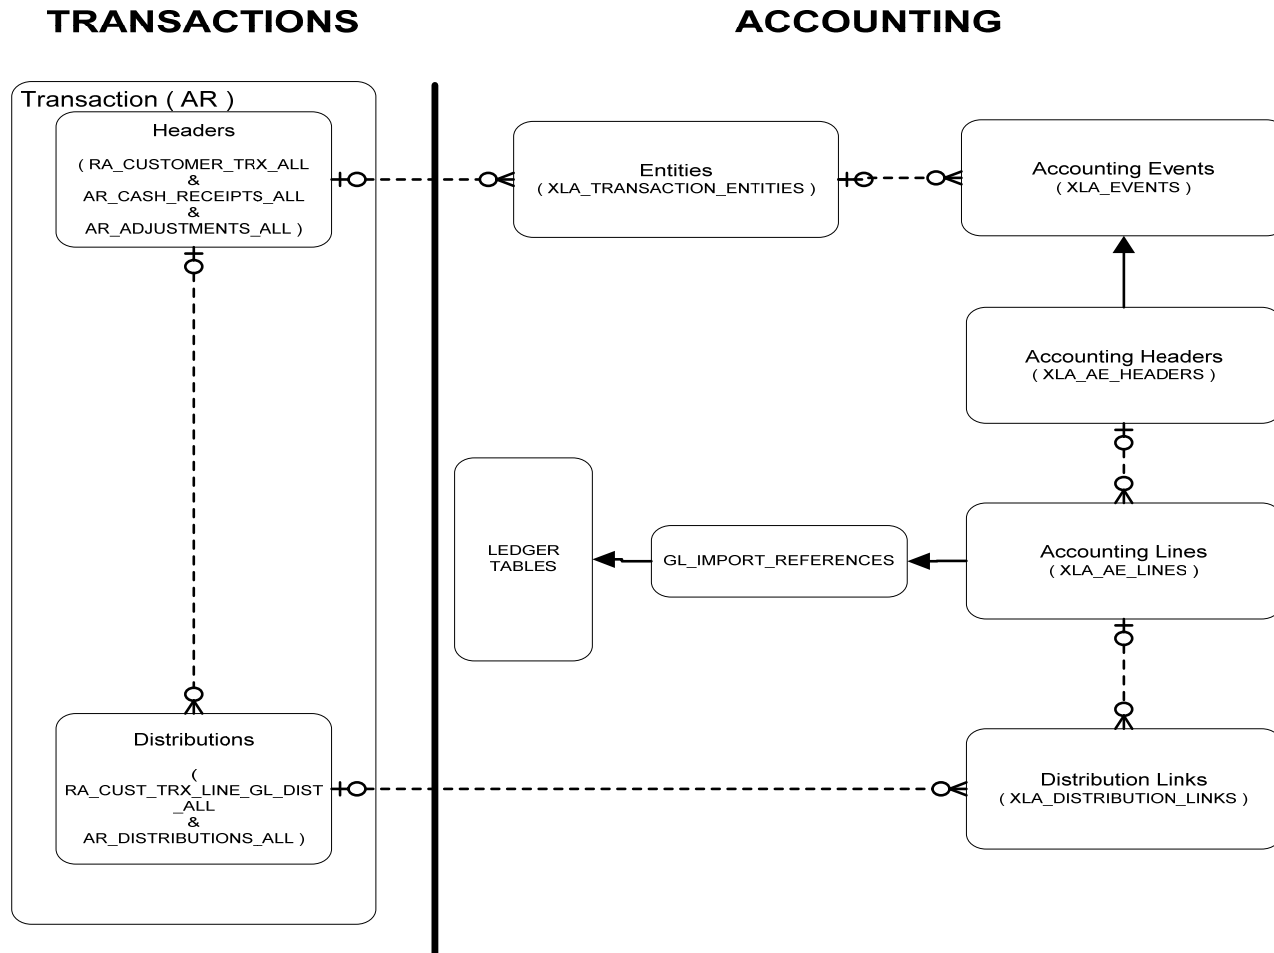 TRANSACTIONS
ACCOUNTING
Transaction ( AR )
Headers
( RA_CUSTOMER_TRX_ALL
&
AR_CASH_RECEIPTS_ALL
&
AR_ADJUSTMENTS_ALL )
Entities
( XLA_TRANSACTION_ENTITIES )
Accounting Events
( XLA_EVENTS )
Accounting Headers
( XLA_AE_HEADERS )
LEDGER
TABLES
GL_IMPORT_REFERENCES
Accounting Lines
( XLA_AE_LINES )
Distributions
(
RA_CUST_TRX_LINE_GL_DIST
_ALL
&
AR_DISTRIBUTIONS_ALL )
Distribution Links
( XLA_DISTRIBUTION_LINKS )